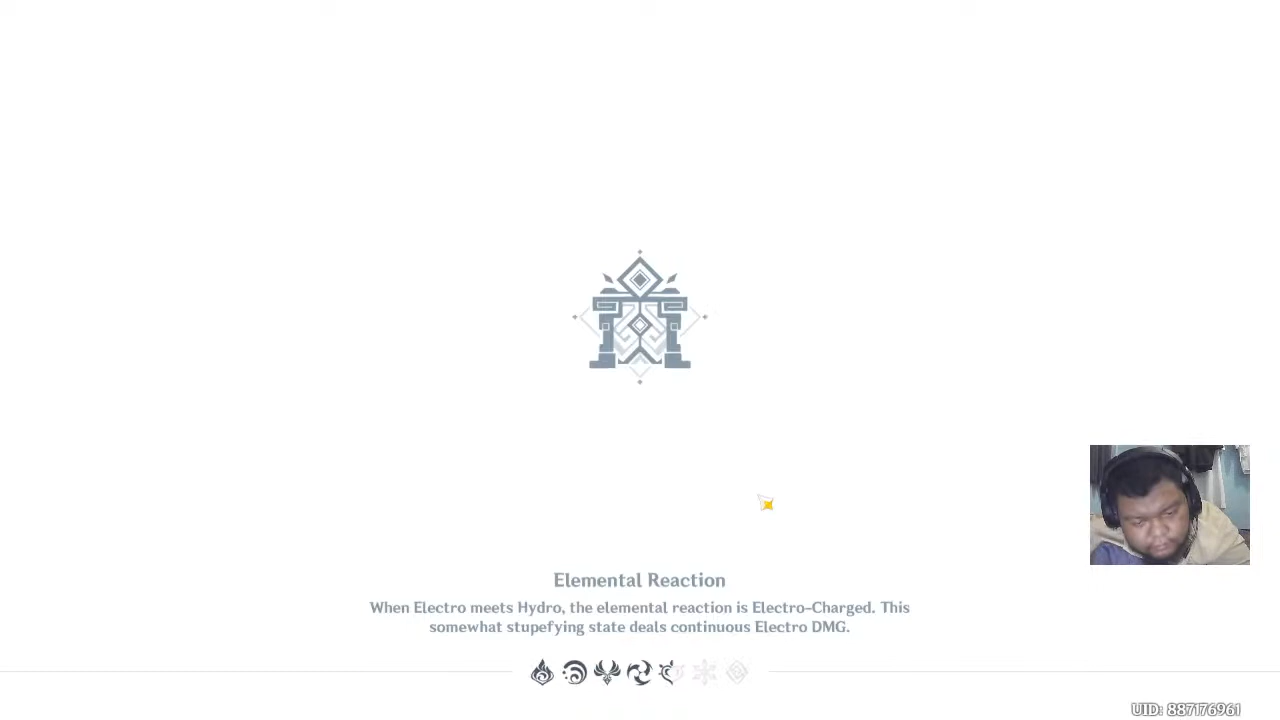 Elemental Reaction
When Electro meets Hydro, the elemental reaction is Electro-Charged. This
somewhat stupefying state deals continuous Electro DMG.
UID: 887176961